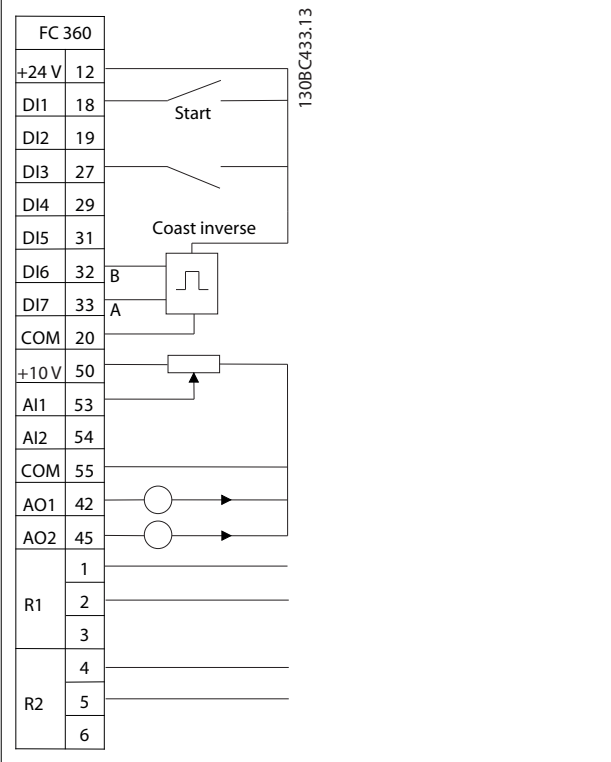 130BC433.13
FC 360
+24 V 12
DI1 18
Start
DI2 19
DI3 27
DI4 29
DI5 31
Coast inverse
DI6 32 B
DI7 33 A
COM 20
+10 V 50
AI1 53
AI2 54
COM 55
AO1 42
AO2 45
R1
1
2
3
R2
4
5
6